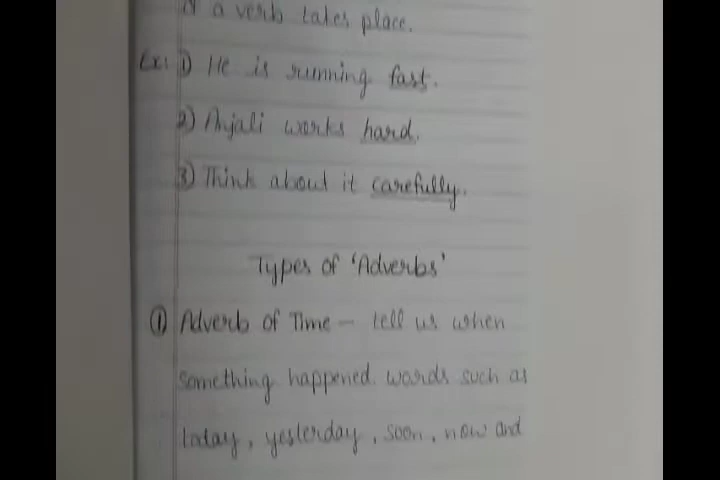 of a verb takes place.
Ex: 1) He is running fast.
2) Anjali works hard.
3) Think about it carefully.
Types of 'Adverbs'
① Adverb of Time – tell us when
something happened. words such as
today, yesterday, soon, now and